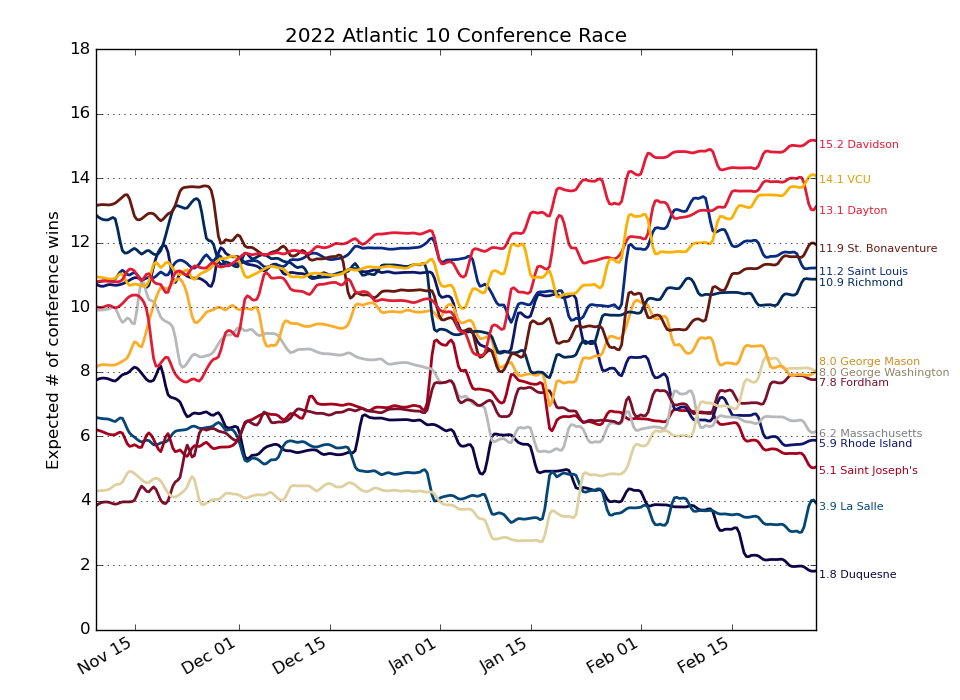 2022 Atlantic 10 Conference Race
Expected # of conference wins
18
16
14
12
10
8
6
4
2
0
Nov 15
Dec 01
Dec 15
Jan 01
Jan 15
Feb 01
Feb 15
15.2 Davidson
14.1 VCU
13.1 Dayton
11.9 St. Bonaventure
11.2 Saint Louis
10.9 Richmond
8.0 George Mason
8.0 George Washington
7.8 Fordham
6.2 Massachusetts
5.9 Rhode Island
5.1 Saint Joseph's
3.9 La Salle
1.8 Duquesne